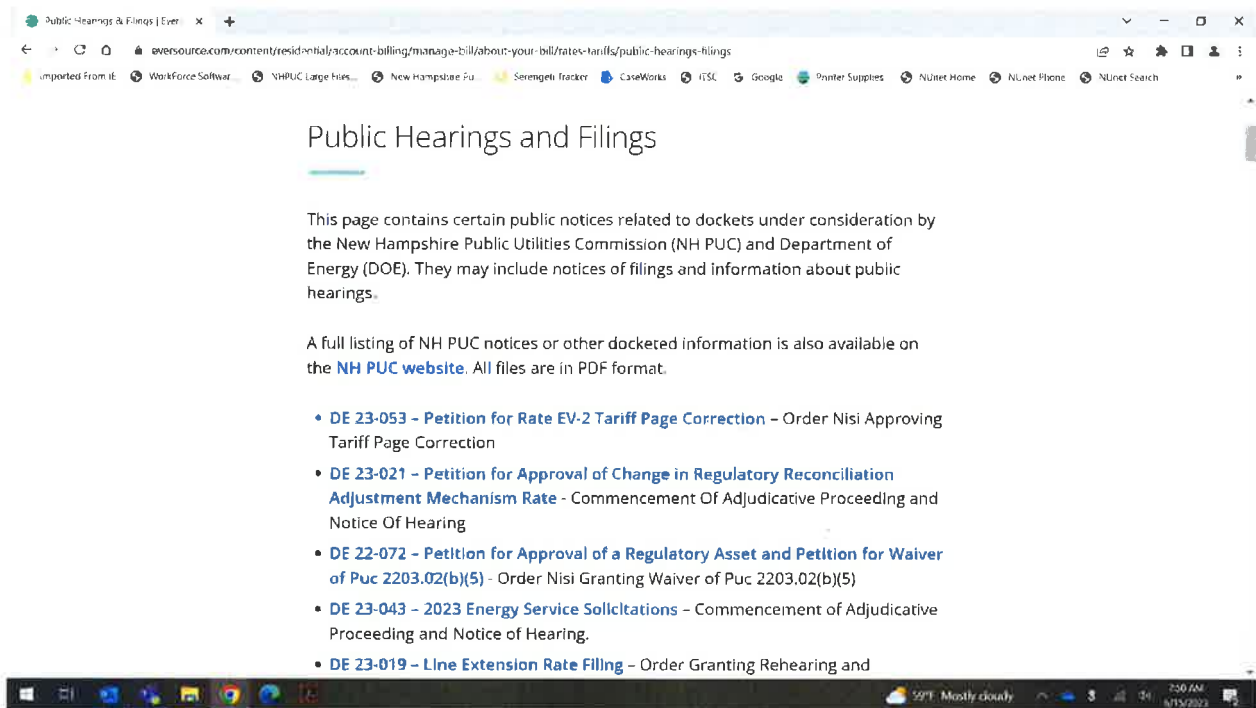 Public Hearings & Filings | Ever
eversource.com/content/residential/account-billing/manage-bill/about-your-bill/rates-tariffs/public-hearings-filings
Imported From IE WorkForce Softwar... NHPUC Large Files... New Hampshire Pu... Serengeti Tracker CaseWorks iTSC Google Printer Supplies NUnet Home NUnet Phone NUnet Search »
Public Hearings and Filings
This page contains certain public notices related to dockets under consideration by
the New Hampshire Public Utilities Commission (NH PUC) and Department of
Energy (DOE). They may include notices of filings and information about public
hearings.
A full listing of NH PUC notices or other docketed information is also available on
the NH PUC website. All files are in PDF format.
• DE 23-053 – Petition for Rate EV-2 Tariff Page Correction – Order Nisi Approving
Tariff Page Correction
• DE 23-021 – Petition for Approval of Change in Regulatory Reconciliation
Adjustment Mechanism Rate - Commencement Of Adjudicative Proceeding and
Notice Of Hearing
• DE 22-072 – Petition for Approval of a Regulatory Asset and Petition for Waiver
of Puc 2203.02(b)(5) - Order Nisi Granting Waiver of Puc 2203.02(b)(5)
• DE 23-043 – 2023 Energy Service Solicitations – Commencement of Adjudicative
Proceeding and Notice of Hearing.
• DE 23-019 – Line Extension Rate Filing – Order Granting Rehearing and
59°F Mostly cloudy
7:50 AM
6/15/2023